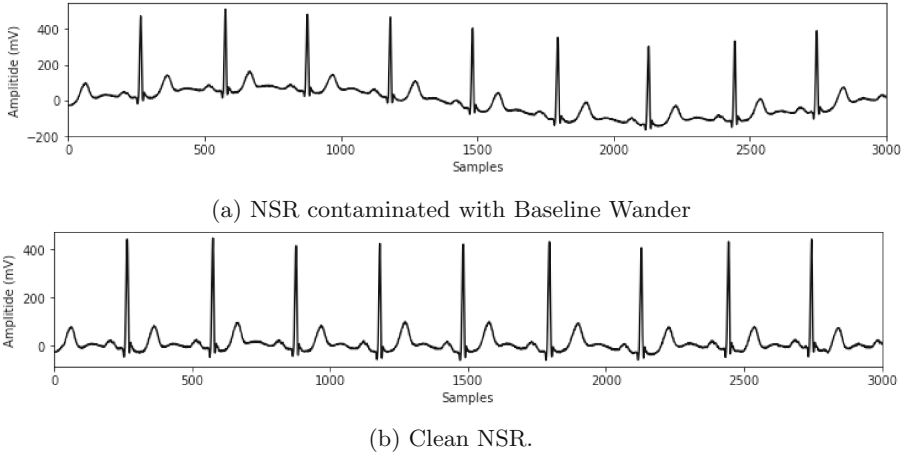 400
200
0
−200
Amplitide (mV)
0 500 1000 1500 2000 2500 3000
Samples
(a) NSR contaminated with Baseline Wander
400
200
0
Amplitide (mV)
0 500 1000 1500 2000 2500 3000
Samples
(b) Clean NSR.